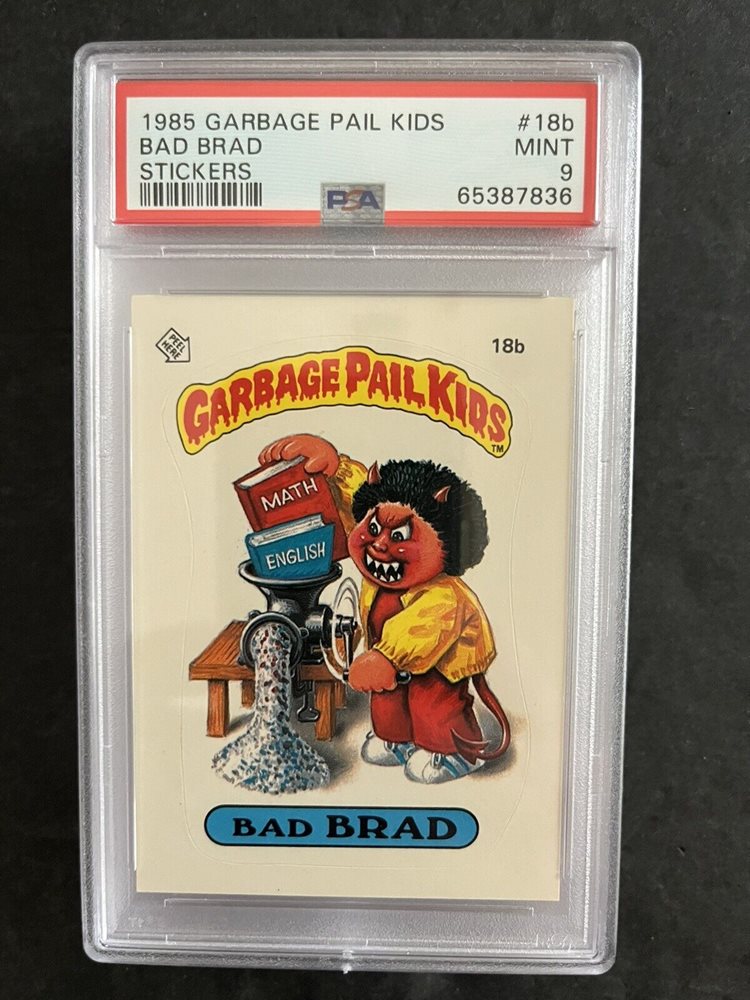 1985 GARBAGE PAIL KIDS #18b
BAD BRAD MINT
STICKERS 9
PSA 65387836
PEEL HERE
18b
GARBAGE PAIL KIDS
TM
MATH
ENGLISH
BAD BRAD